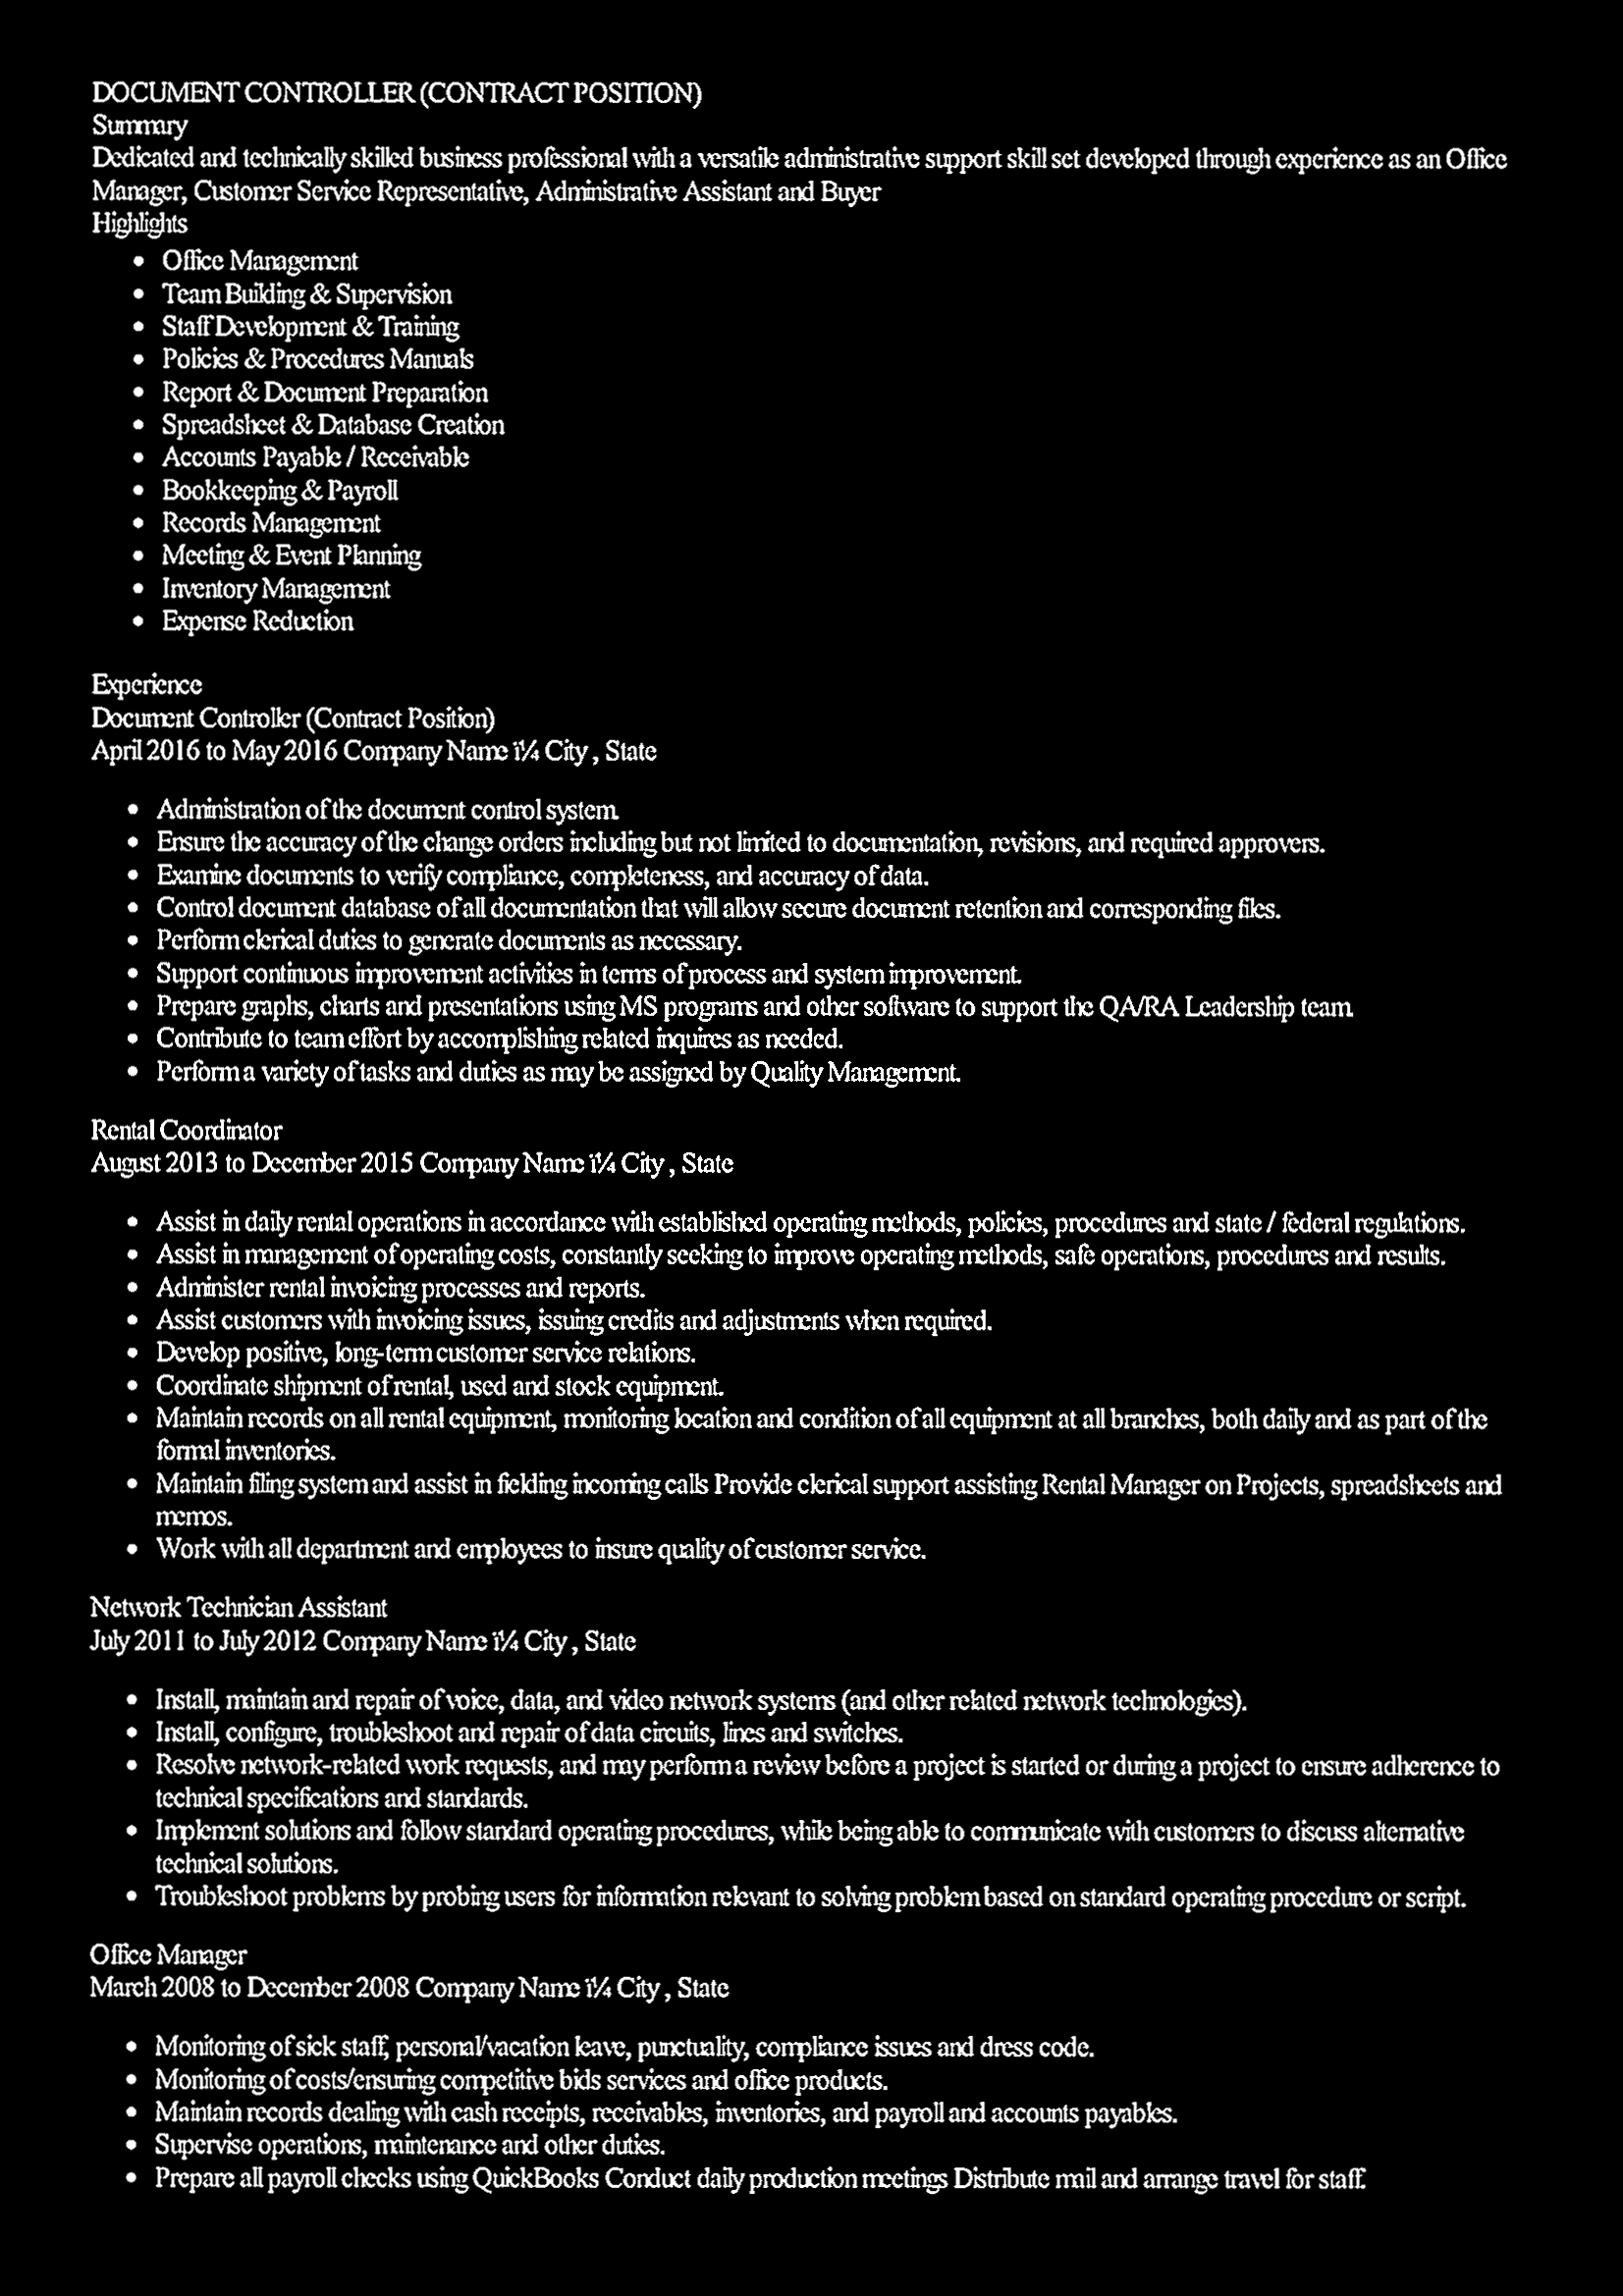 DOCUMENT CONTROLLER (CONTRACT POSITION)
Summary
Dedicated and technically skilled business professional with a versatile administrative support skill set developed through experience as an Office
Manager, Customer Service Representative, Administrative Assistant and Buyer
Highlights
• Office Management
• Team Building & Supervision
• Staff Development & Training
• Policies & Procedures Manuals
• Report & Document Preparation
• Spreadsheet & Database Creation
• Accounts Payable / Receivable
• Bookkeeping & Payroll
• Records Management
• Meeting & Event Planning
• Inventory Management
• Expense Reduction
Experience
Document Controller (Contract Position)
April 2016 to May 2016 Company Name ï¼ City , State
• Administration of the document control system.
• Ensure the accuracy of the change orders including but not limited to documentation, revisions, and required approvers.
• Examine documents to verify compliance, completeness, and accuracy of data.
• Control document database of all documentation that will allow secure document retention and corresponding files.
• Perform clerical duties to generate documents as necessary.
• Support continuous improvement activities in terms of process and system improvement.
• Prepare graphs, charts and presentations using MS programs and other software to support the QA/RA Leadership team.
• Contribute to team effort by accomplishing related inquires as needed.
• Perform a variety of tasks and duties as may be assigned by Quality Management.
Rental Coordinator
August 2013 to December 2015 Company Name ï¼ City , State
• Assist in daily rental operations in accordance with established operating methods, policies, procedures and state / federal regulations.
• Assist in management of operating costs, constantly seeking to improve operating methods, safe operations, procedures and results.
• Administer rental invoicing processes and reports.
• Assist customers with invoicing issues, issuing credits and adjustments when required.
• Develop positive, long-term customer service relations.
• Coordinate shipment of rental, used and stock equipment.
• Maintain records on all rental equipment, monitoring location and condition of all equipment at all branches, both daily and as part of the
formal inventories.
• Maintain filing system and assist in fielding incoming calls Provide clerical support assisting Rental Manager on Projects, spreadsheets and
memos.
• Work with all department and employees to insure quality of customer service.
Network Technician Assistant
July 2011 to July 2012 Company Name ï¼ City , State
• Install, maintain and repair of voice, data, and video network systems (and other related network technologies).
• Install, configure, troubleshoot and repair of data circuits, lines and switches.
• Resolve network-related work requests, and may perform a review before a project is started or during a project to ensure adherence to
technical specifications and standards.
• Implement solutions and follow standard operating procedures, while being able to communicate with customers to discuss alternative
technical solutions.
• Troubleshoot problems by probing users for information relevant to solving problem based on standard operating procedure or script.
Office Manager
March 2008 to December 2008 Company Name ï¼ City , State
• Monitoring of sick staff, personal/vacation leave, punctuality, compliance issues and dress code.
• Monitoring of costs/ensuring competitive bids services and office products.
• Maintain records dealing with cash receipts, receivables, inventories, and payroll and accounts payables.
• Supervise operations, maintenance and other duties.
• Prepare all payroll checks using QuickBooks Conduct daily production meetings Distribute mail and arrange travel for staff.